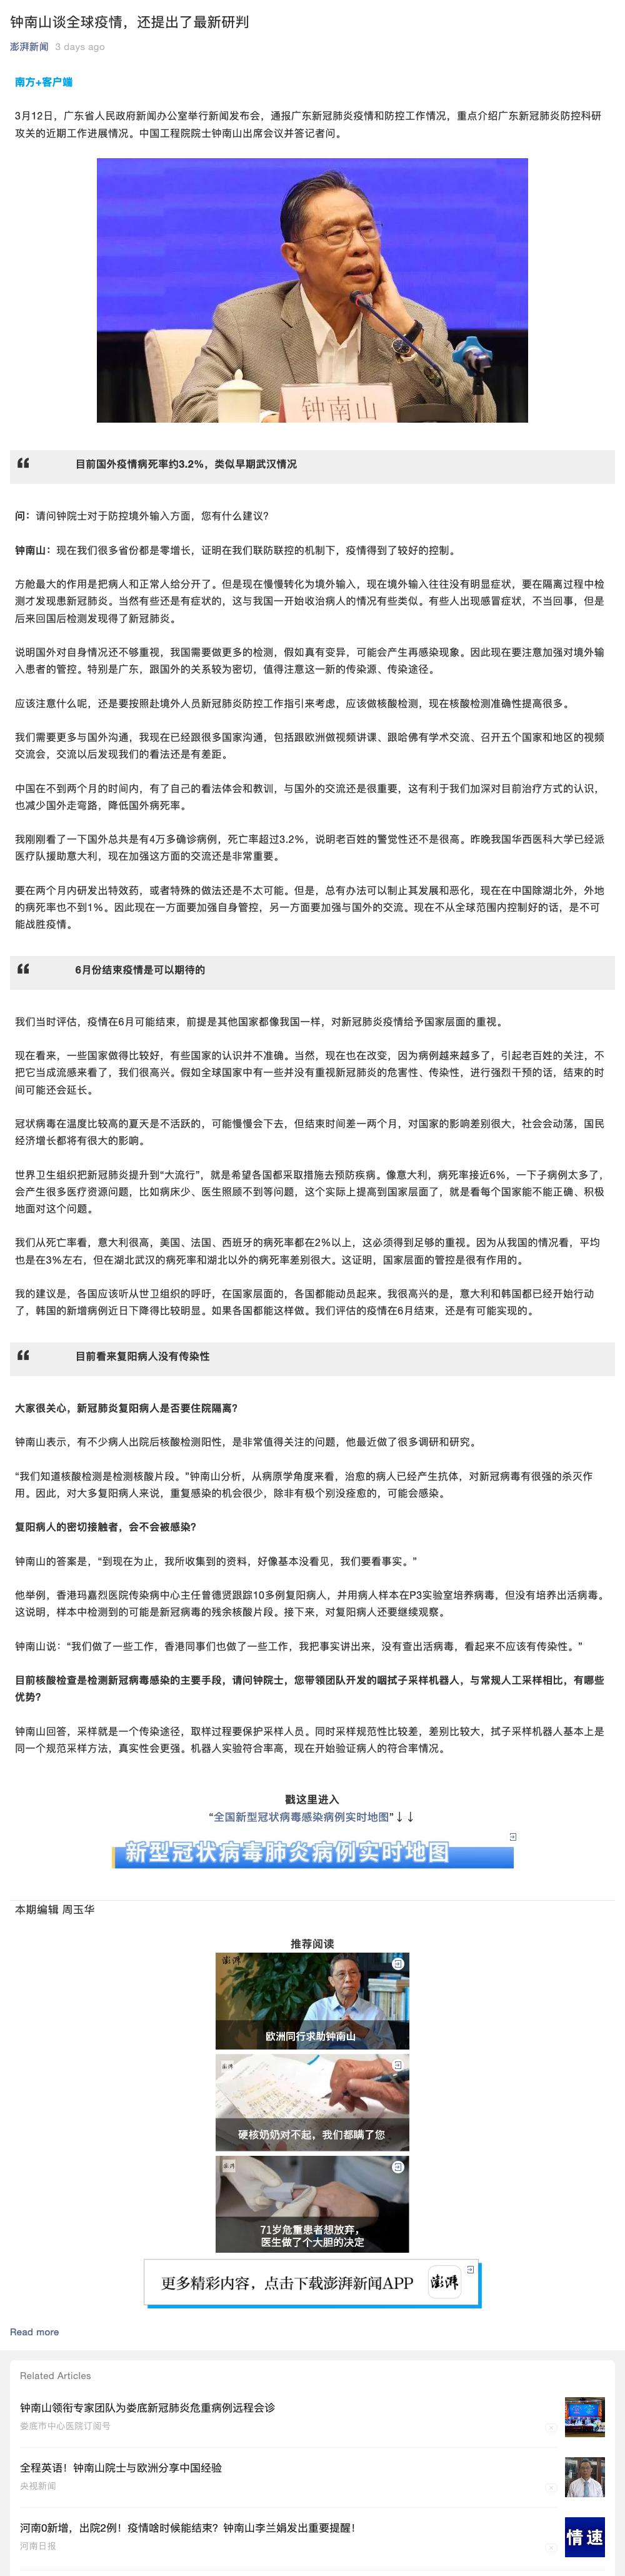 钟南山谈全球疫情，还提出了最新研判
澎湃新闻 3 days ago
南方+客户端
3月12日，广东省人民政府新闻办公室举行新闻发布会，通报广东新冠肺炎疫情和防控工作情况，重点介绍广东新冠肺炎防控科研
攻关的近期工作进展情况。中国工程院院士钟南山出席会议并答记者问。
钟南山
目前国外疫情病死率约3.2%，类似早期武汉情况
问：请问钟院士对于防控境外输入方面，您有什么建议？
钟南山：现在我们很多省份都是零增长，证明在我们联防联控的机制下，疫情得到了较好的控制。
方舱最大的作用是把病人和正常人给分开了。但是现在慢慢转化为境外输入，现在境外输入往往没有明显症状，要在隔离过程中检
测才发现患新冠肺炎。当然有些还是有症状的，这与我国一开始收治病人的情况有些类似。有些人出现感冒症状，不当回事，但是
后来回国后检测发现得了新冠肺炎。
说明国外对自身情况还不够重视，我国需要做更多的检测，假如真有变异，可能会产生再感染现象。因此现在要注意加强对境外输
入患者的管控。特别是广东，跟国外的关系较为密切，值得注意这一新的传染源、传染途径。
应该注意什么呢，还是要按照赴境外人员新冠肺炎防控工作指引来考虑，应该做核酸检测，现在核酸检测准确性提高很多。
我们需要更多与国外沟通，我现在已经跟很多国家沟通，包括跟欧洲做视频讲课、跟哈佛有学术交流、召开五个国家和地区的视频
交流会，交流以后发现我们的看法还是有差距。
中国在不到两个月的时间内，有了自己的看法体会和教训，与国外的交流还是很重要，这有利于我们加深对目前治疗方式的认识，
也减少国外走弯路，降低国外病死率。
我刚刚看了一下国外总共是有4万多确诊病例，死亡率超过3.2%，说明老百姓的警觉性还不是很高。昨晚我国华西医科大学已经派
医疗队援助意大利，现在加强这方面的交流还是非常重要。
要在两个月内研发出特效药，或者特殊的做法还是不太可能。但是，总有办法可以制止其发展和恶化，现在在中国除湖北外，外地
的病死率也不到1%。因此现在一方面要加强自身管控，另一方面要加强与国外的交流。现在不从全球范围内控制好的话，是不可
能战胜疫情。
6月份结束疫情是可以期待的
我们当时评估，疫情在6月可能结束，前提是其他国家都像我国一样，对新冠肺炎疫情给予国家层面的重视。
现在看来，一些国家做得比较好，有些国家的认识并不准确。当然，现在也在改变，因为病例越来越多了，引起老百姓的关注，不
把它当成流感来看了，我们很高兴。假如全球国家中有一些并没有重视新冠肺炎的危害性、传染性，进行强烈干预的话，结束的时
间可能还会延长。
冠状病毒在温度比较高的夏天是不活跃的，可能慢慢会下去，但结束时间差一两个月，对国家的影响差别很大，社会会动荡，国民
经济增长都将有很大的影响。
世界卫生组织把新冠肺炎提升到“大流行”，就是希望各国都采取措施去预防疾病。像意大利，病死率接近6%，一下子病例太多了，
会产生很多医疗资源问题，比如病床少、医生照顾不到等问题，这个实际上提高到国家层面了，就是看每个国家能不能正确、积极
地面对这个问题。
我们从死亡率看，意大利很高，美国、法国、西班牙的病死率都在2%以上，这必须得到足够的重视。因为从我国的情况看，平均
也是在3%左右，但在湖北武汉的病死率和湖北以外的病死率差别很大。这证明，国家层面的管控是很有作用的。
我的建议是，各国应该听从世卫组织的呼吁，在国家层面的，各国都能动员起来。我很高兴的是，意大利和韩国都已经开始行动
了，韩国的新增病例近日下降得比较明显。如果各国都能这样做。我们评估的疫情在6月结束，还是有可能实现的。
目前看来复阳病人没有传染性
大家很关心，新冠肺炎复阳病人是否要住院隔离？
钟南山表示，有不少病人出院后核酸检测阳性，是非常值得关注的问题，他最近做了很多调研和研究。
“我们知道核酸检测是检测核酸片段。”钟南山分析，从病原学角度来看，治愈的病人已经产生抗体，对新冠病毒有很强的杀灭作
用。因此，对大多复阳病人来说，重复感染的机会很少，除非有极个别没痊愈的，可能会感染。
复阳病人的密切接触者，会不会被感染？
钟南山的答案是，“到现在为止，我所收集到的资料，好像基本没看见，我们要看事实。”
他举例，香港玛嘉烈医院传染病中心主任曾德贤跟踪10多例复阳病人，并用病人样本在P3实验室培养病毒，但没有培养出活病毒。
这说明，样本中检测到的可能是新冠病毒的残余核酸片段。接下来，对复阳病人还要继续观察。
钟南山说：“我们做了一些工作，香港同事们也做了一些工作，我把事实讲出来，没有查出活病毒，看起来不应该有传染性。”
目前核酸检查是检测新冠病毒感染的主要手段，请问钟院士，您带领团队开发的咽拭子采样机器人，与常规人工采样相比，有哪些
优势？
钟南山回答，采样就是一个传染途径，取样过程要保护采样人员。同时采样规范性比较差，差别比较大，拭子采样机器人基本上是
同一个规范采样方法，真实性会更强。机器人实验符合率高，现在开始验证病人的符合率情况。
戳这里进入
“全国新型冠状病毒感染病例实时地图”↓↓
新型冠状病毒肺炎病例实时地图
本期编辑 周玉华
推荐阅读
澎湃
欧洲同行求助钟南山
澎湃
硬核奶奶对不起，我们都瞒了您
澎湃
71岁危重患者想放弃，
医生做了个大胆的决定
更多精彩内容，点击下载澎湃新闻APP 澎湃
Read more
Related Articles
钟南山领衔专家团队为娄底新冠肺炎危重病例远程会诊
娄底市中心医院订阅号
全程英语！钟南山院士与欧洲分享中国经验
央视新闻
河南0新增，出院2例！疫情啥时候能结束？钟南山李兰娟发出重要提醒！
河南日报
情 速